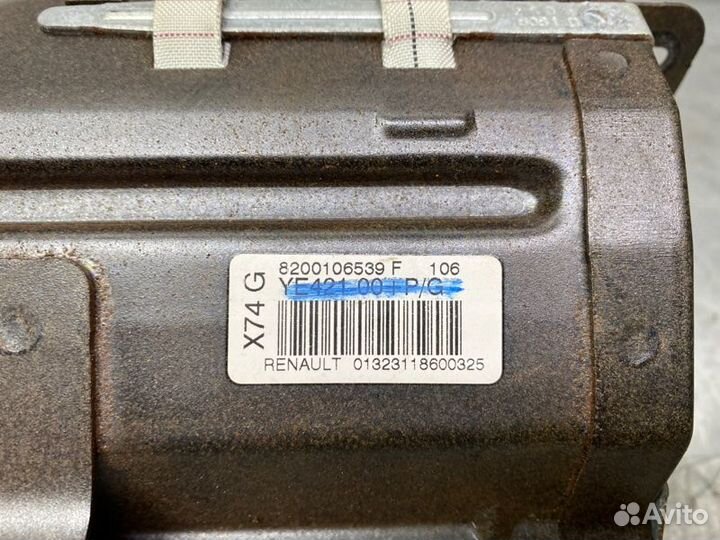 X74 G
8200106539 F 106
YE421 00 I P/G
RENAULT 01323118600325
Avito